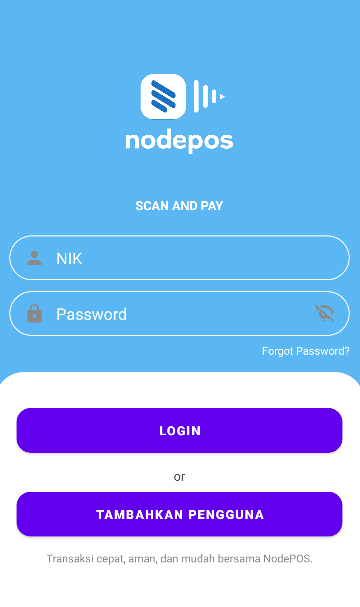 nodepos
SCAN AND PAY
NIK
Password
Forgot Password?
LOGIN
or
TAMBAHKAN PENGGUNA
Transaksi cepat, aman, dan mudah bersama NodePOS.